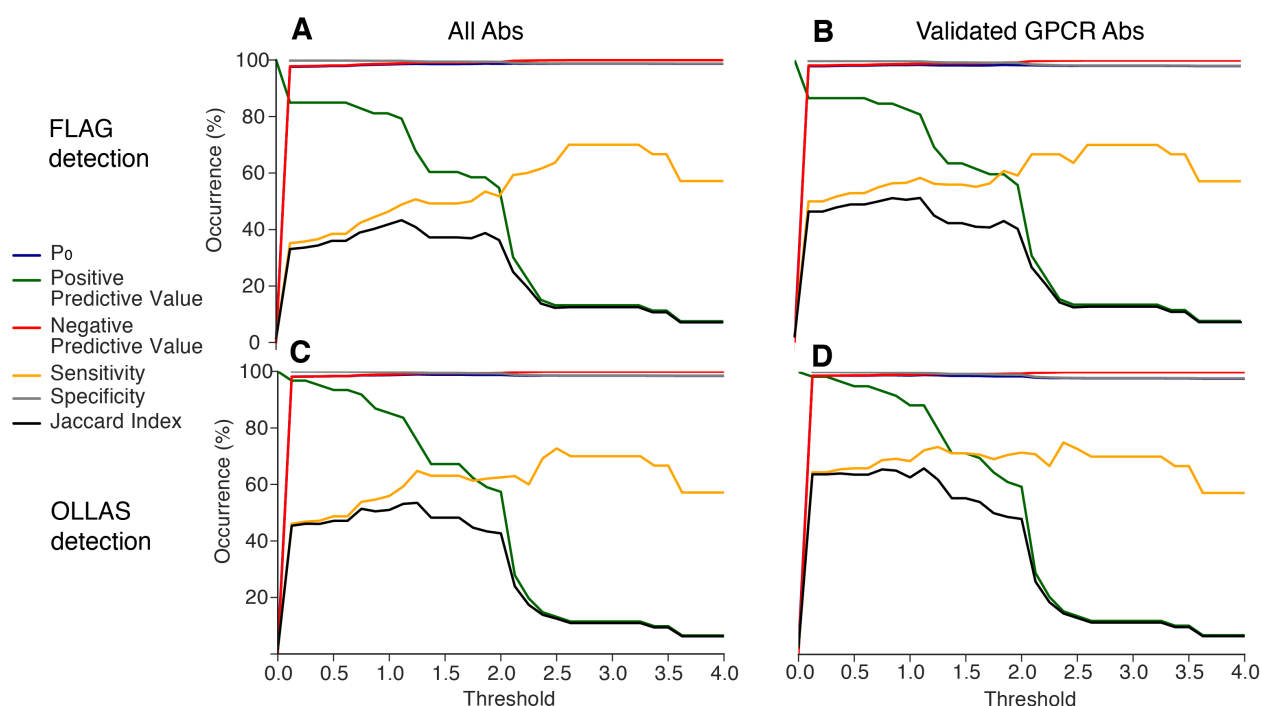 A
All Abs
B
Validated GPCR Abs
FLAG
detection
Occurrence (%)
100
80
60
40
20
0
P0
Positive
Predictive Value
Negative
Predictive Value
Sensitivity
Specificity
Jaccard Index
C
D
OLLAS
detection
Occurrence (%)
100
80
60
40
20
0.0 0.5 1.0 1.5 2.0 2.5 3.0 3.5 4.0
Threshold
0.0 0.5 1.0 1.5 2.0 2.5 3.0 3.5 4.0
Threshold